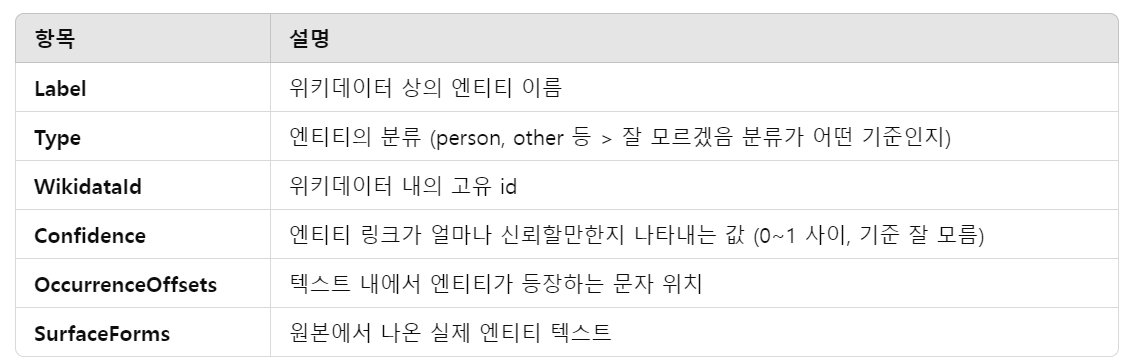 항목 설명
Label 위키데이터 상의 엔티티 이름
Type 엔티티의 분류 (person, other 등 > 잘 모르겠음 분류가 어떤 기준인지)
WikidataId 위키데이터 내의 고유 id
Confidence 엔티티 링크가 얼마나 신뢰할만한지 나타내는 값 (0~1 사이, 기준 잘 모름)
OccurrenceOffsets 텍스트 내에서 엔티티가 등장하는 문자 위치
SurfaceForms 원본에서 나온 실제 엔티티 텍스트